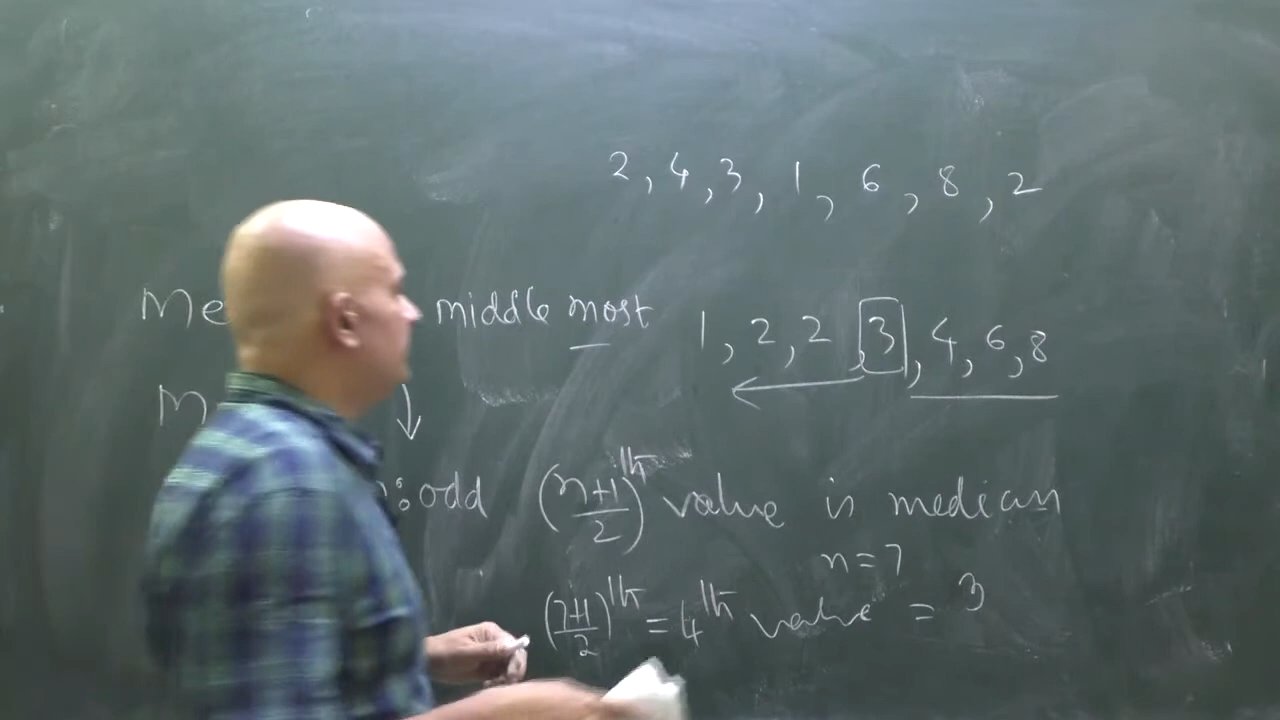 2, 4, 3, 1, 6, 8, 2
middle most 1, 2, 2, 3, 4, 6, 8
n: odd (n+1/2)th value is median
n=7
(7+1/2)th = 4th value = 3